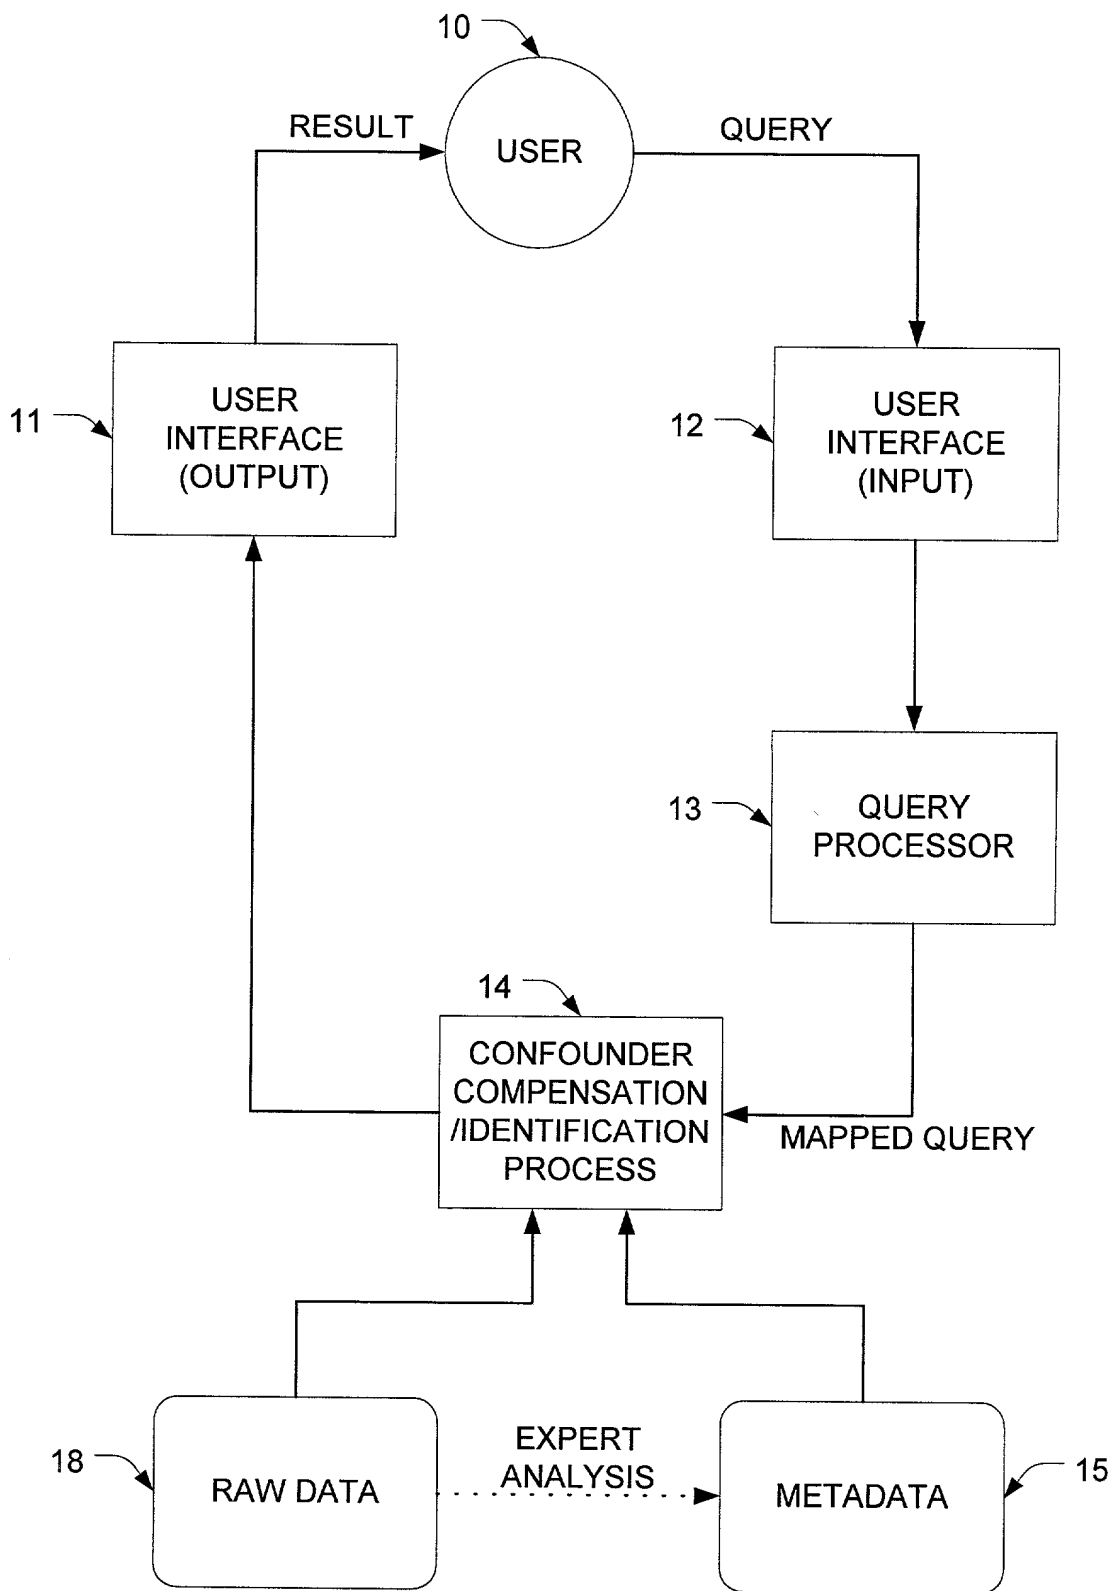 10
RESULT
USER
QUERY
11
USER
INTERFACE
(OUTPUT)
12
USER
INTERFACE
(INPUT)
13
QUERY
PROCESSOR
14
CONFOUNDER
COMPENSATION
/IDENTIFICATION
PROCESS
MAPPED QUERY
18
RAW DATA
EXPERT
ANALYSIS
METADATA
15